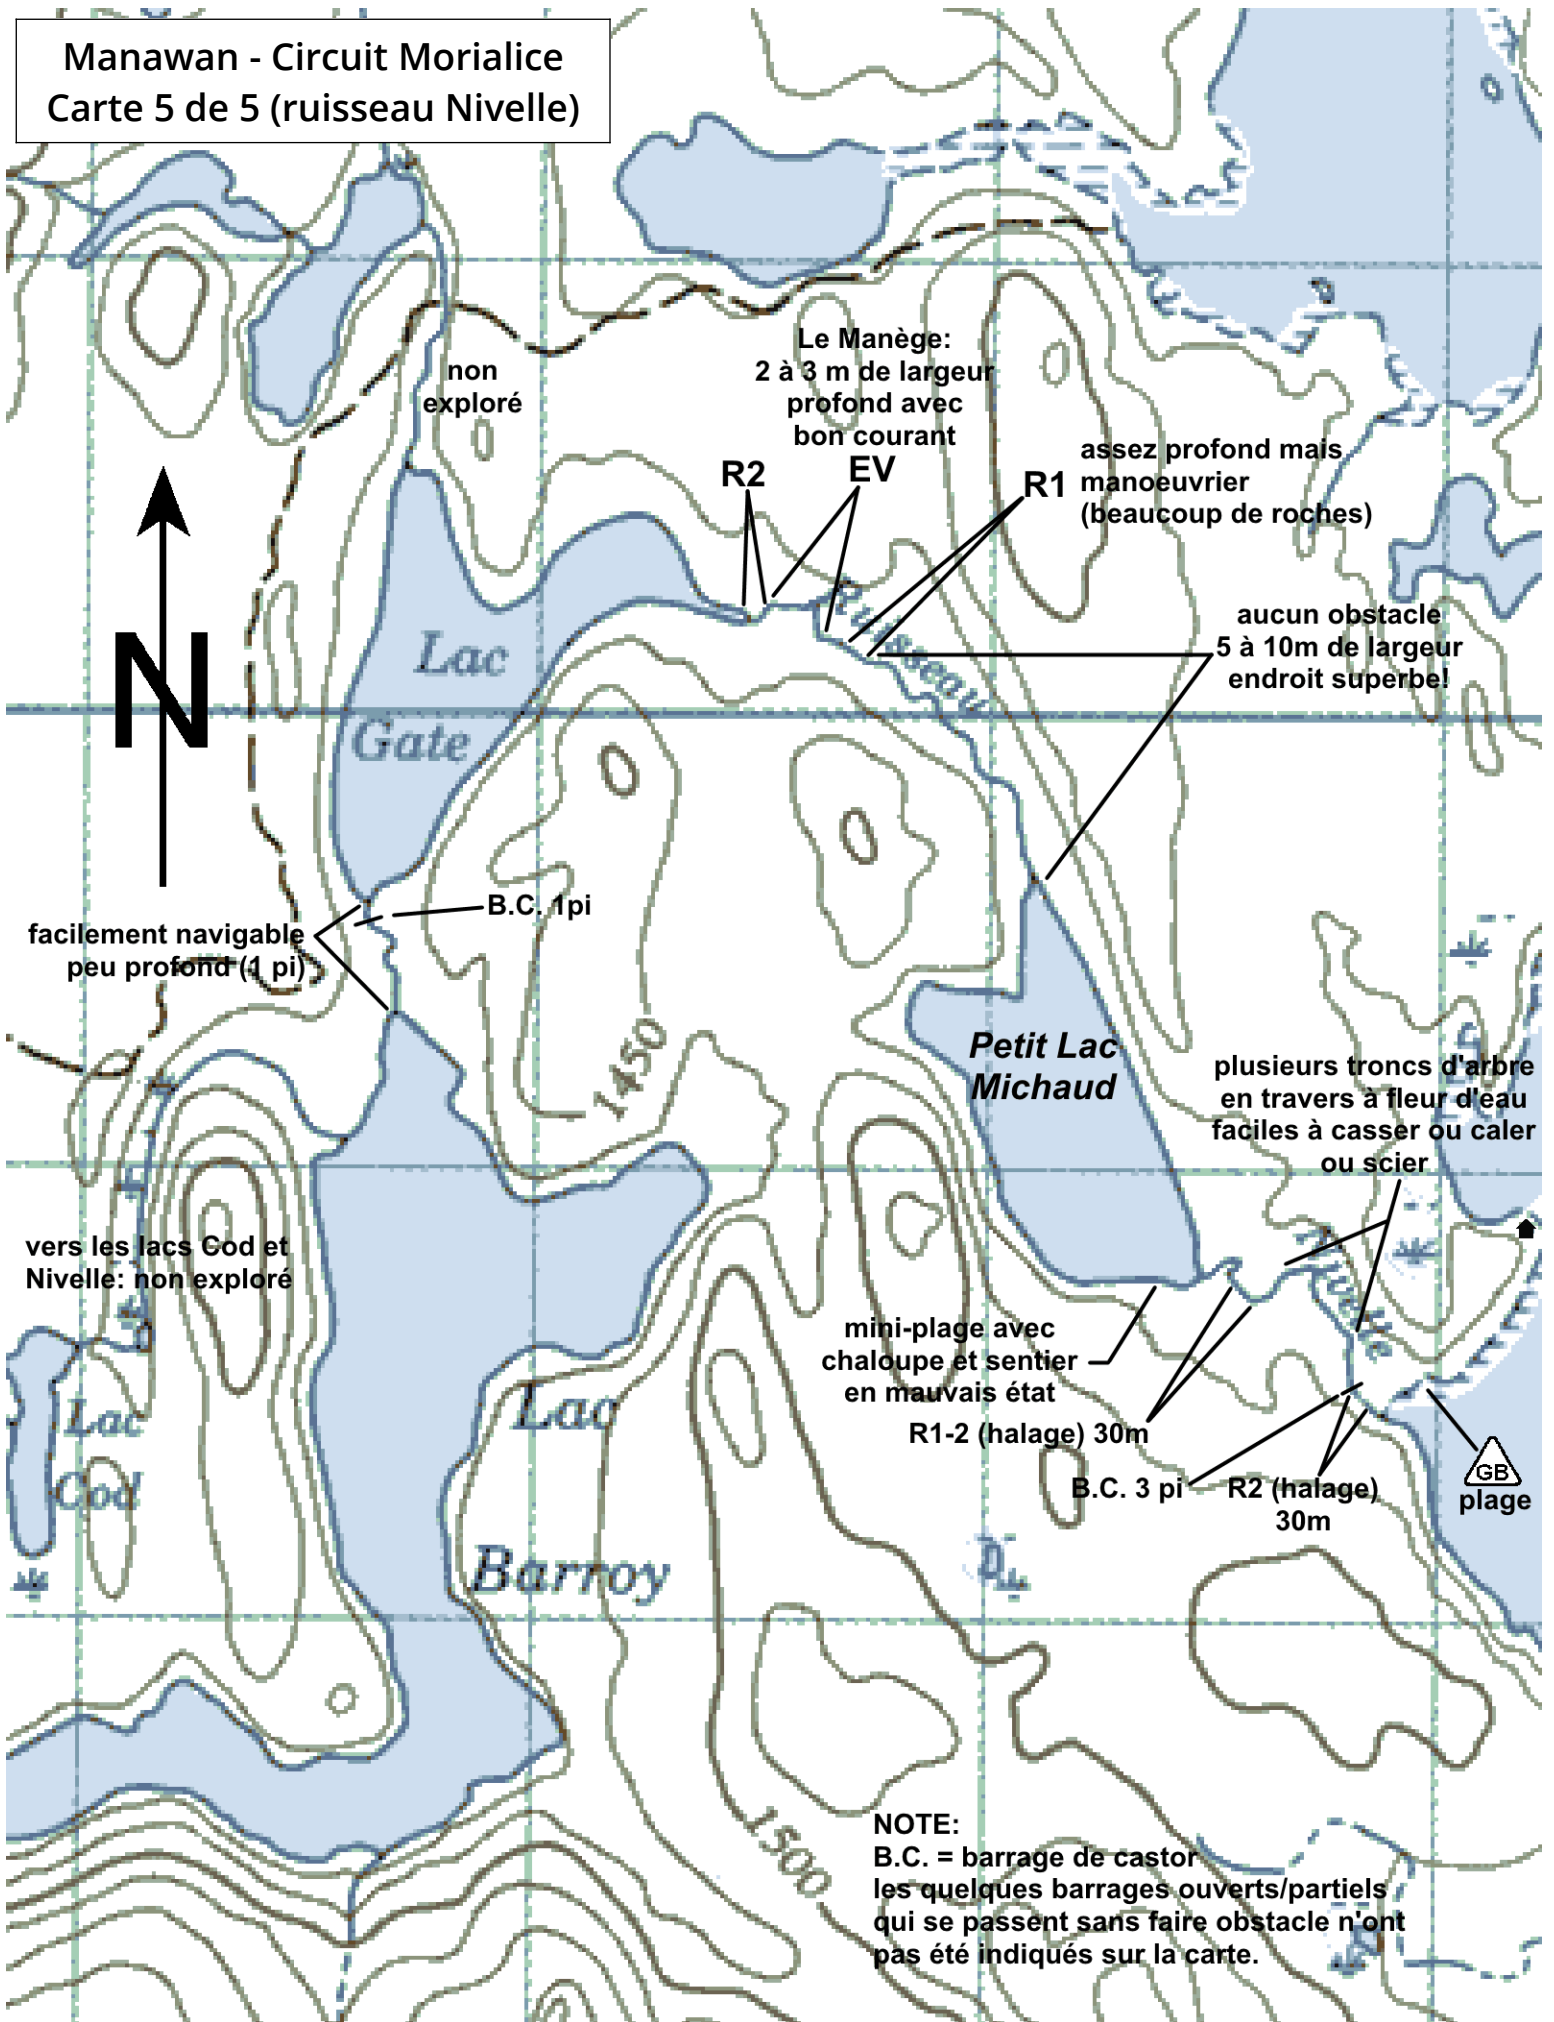 Manawan - Circuit Morialice
Carte 5 de 5 (ruisseau Nivelle)
Le Manège:
2 à 3 m de largeur
profond avec
bon courant
EV
non
exploré
R2
R1
assez profond mais
manoeuvrier
(beaucoup de roches)
Ruisseau
aucun obstacle
5 à 10m de largeur
endroit superbe!
Lac
Gate
N
B.C. 1pi
facilement navigable
peu profond (1 pi)
1450
Petit Lac
Michaud
plusieurs troncs d'arbre
en travers à fleur d'eau
faciles à casser ou caler
ou scier
vers les lacs Cod et
Nivelle: non exploré
Nivelle
mini-plage avec
chaloupe et sentier
en mauvais état
R1-2 (halage) 30m
Lac
Cod
Lac
Barroy
B.C. 3 pi
R2 (halage)
30m
GB
plage
1500
NOTE:
B.C. = barrage de castor
les quelques barrages ouverts/partiels
qui se passent sans faire obstacle n'ont
pas été indiqués sur la carte.